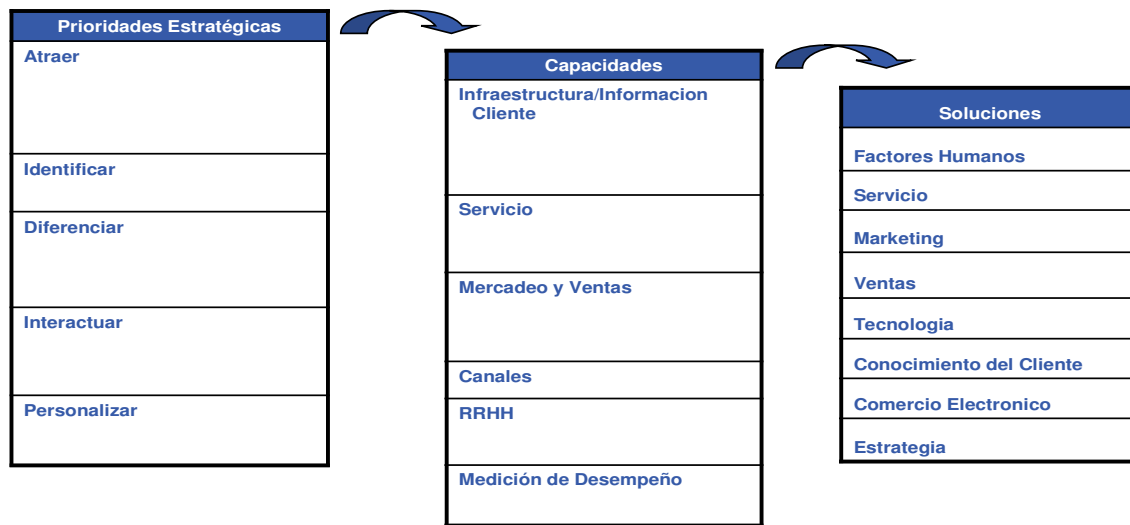 Prioridades Estratégicas
Atraer
Identificar
Diferenciar
Interactuar
Personalizar
Capacidades
Infraestructura/Informacion
Cliente
Servicio
Mercadeo y Ventas
Canales
RRHH
Medición de Desempeño
Soluciones
Factores Humanos
Servicio
Marketing
Ventas
Tecnologia
Conocimiento del Cliente
Comercio Electronico
Estrategia